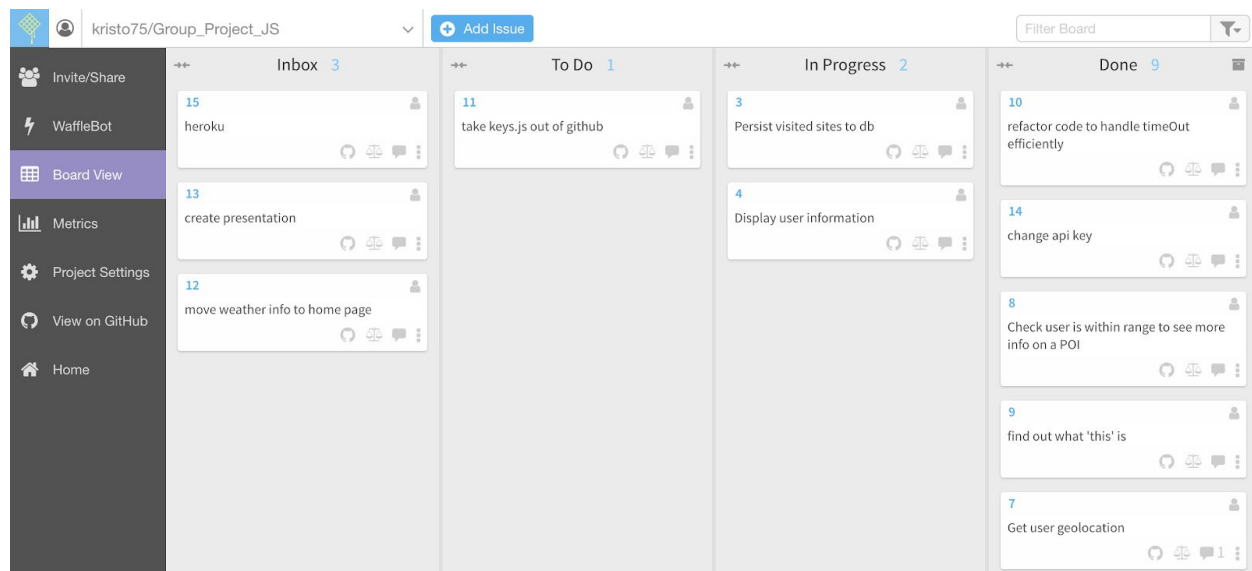 kristo75/Group_Project_JS
Add Issue
Filter Board
Invite/Share
WaffleBot
Board View
Metrics
Project Settings
View on GitHub
Home
Inbox 3
15
heroku
13
create presentation
12
move weather info to home page
To Do 1
11
take keys.js out of github
In Progress 2
3
Persist visited sites to db
4
Display user information
Done 9
10
refactor code to handle timeOut
efficiently
14
change api key
8
Check user is within range to see more
info on a POI
9
find out what 'this' is
7
Get user geolocation
1